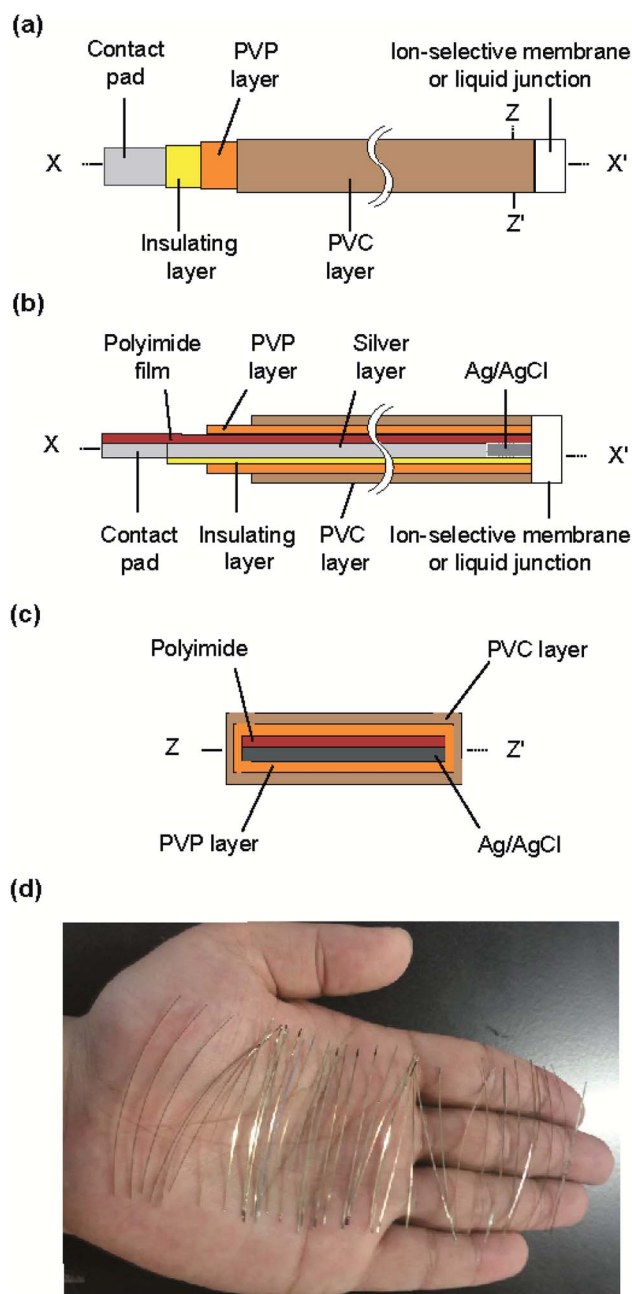 (a)
Contact
pad
PVP
layer
Ion-selective membrane
or liquid junction
Z
X
X'
Insulating
layer
PVC
layer
Z'
(b)
Polyimide
film
PVP
layer
Silver layer
Ag/AgCl
X
X'
Contact
pad
Insulating
layer
PVC
layer
Ion-selective membrane
or liquid junction
(c)
Polyimide
PVC layer
Z
Z'
PVP layer
Ag/AgCl
(d)